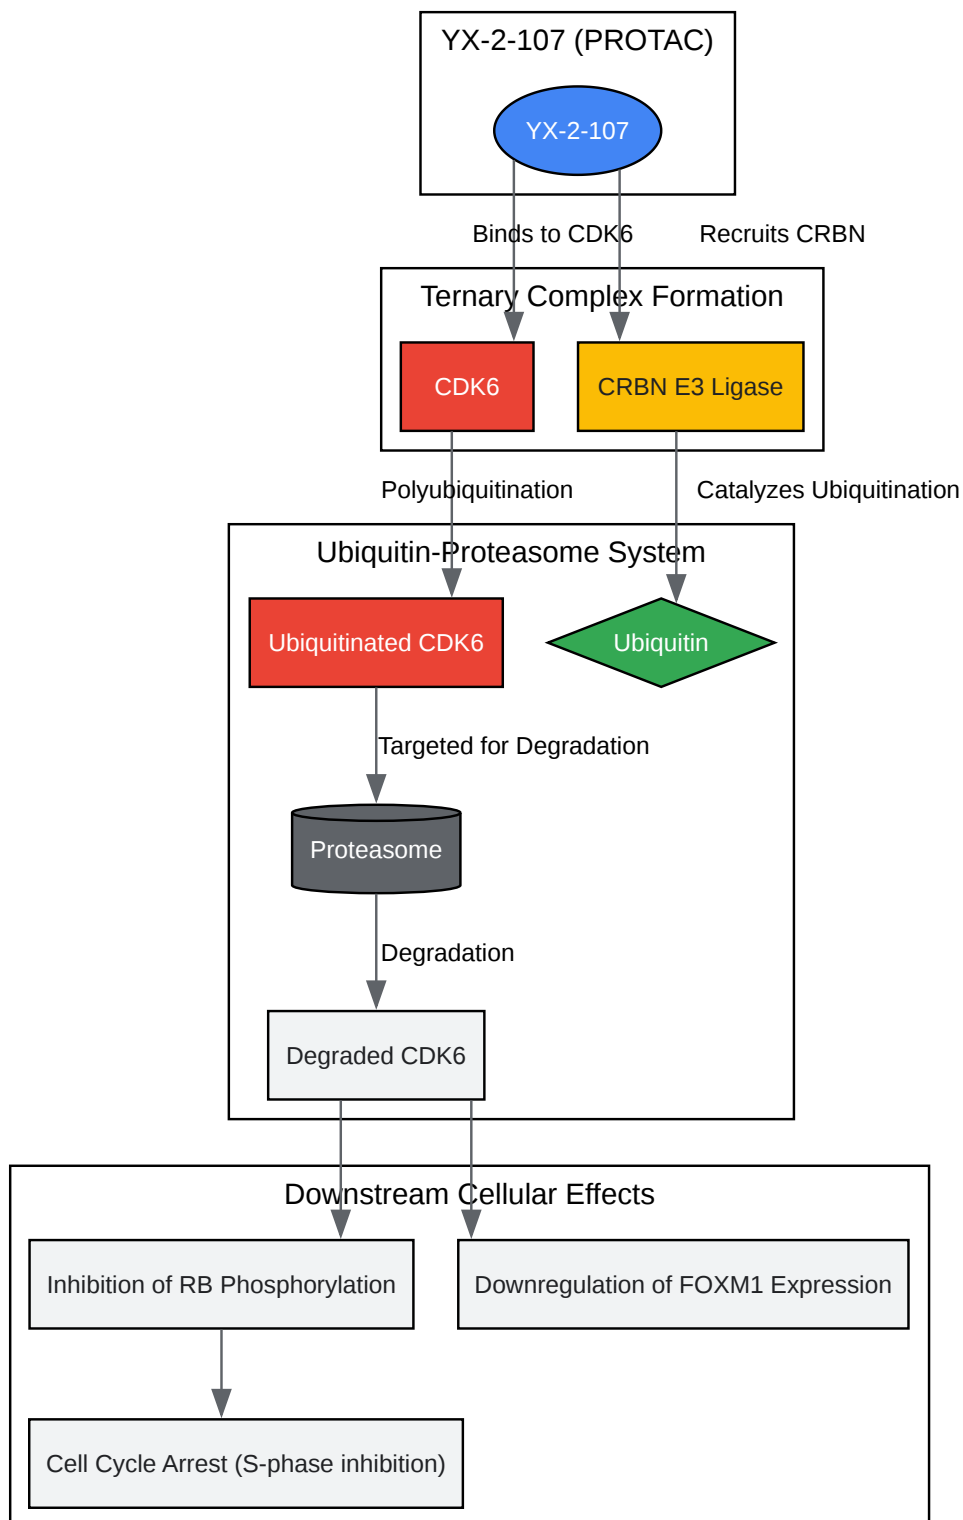 YX-2-107 (PROTAC)
YX-2-107
Binds to CDK6
Recruits CRBN
Ternary Complex Formation
CDK6
CRBN E3 Ligase
Polyubiquitination
Catalyzes Ubiquitination
Ubiquitin-Proteasome System
Ubiquitinated CDK6
Ubiquitin
Targeted for Degradation
Proteasome
Degradation
Degraded CDK6
Downstream Cellular Effects
Inhibition of RB Phosphorylation
Downregulation of FOXM1 Expression
Cell Cycle Arrest (S-phase inhibition)